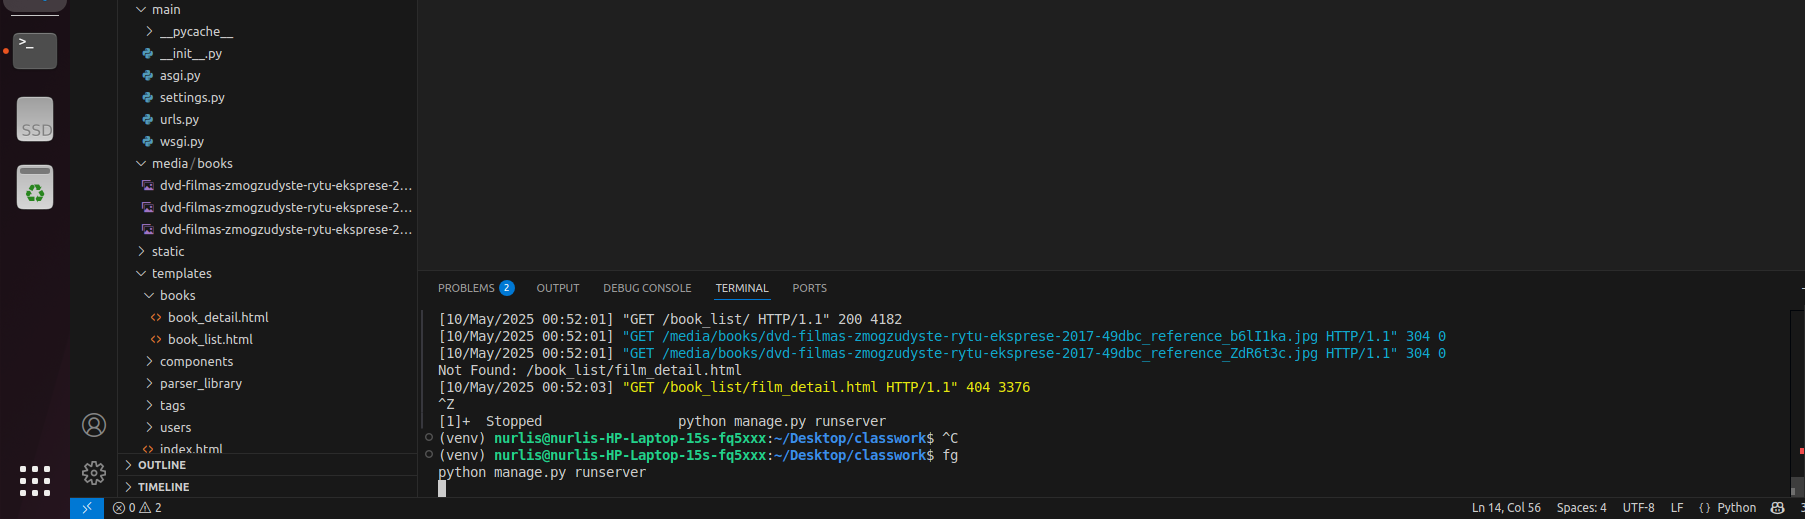 >_
SSD
main
__pycache__
__init__.py
asgi.py
settings.py
urls.py
wsgi.py
media/books
dvd-filmas-zmogzudyste-rytu-eksprese-2...
dvd-filmas-zmogzudyste-rytu-eksprese-2...
dvd-filmas-zmogzudyste-rytu-eksprese-2...
static
templates
books
<> book_detail.html
<> book_list.html
components
parser_library
tags
users
<> index.html
OUTLINE
TIMELINE
PROBLEMS 2 OUTPUT DEBUG CONSOLE TERMINAL PORTS
[10/May/2025 00:52:01] "GET /book_list/ HTTP/1.1" 200 4182
[10/May/2025 00:52:01] "GET /media/books/dvd-filmas-zmogzudyste-rytu-eksprese-2017-49dbc_reference_b6lI1ka.jpg HTTP/1.1" 304 0
[10/May/2025 00:52:01] "GET /media/books/dvd-filmas-zmogzudyste-rytu-eksprese-2017-49dbc_reference_ZdR6t3c.jpg HTTP/1.1" 304 0
Not Found: /book_list/film_detail.html
[10/May/2025 00:52:03] "GET /book_list/film_detail.html HTTP/1.1" 404 3376
^Z
[1]+  Stopped                 python manage.py runserver
(venv) nurlis@nurlis-HP-Laptop-15s-fq5xxx:~/Desktop/classwork$ ^C
(venv) nurlis@nurlis-HP-Laptop-15s-fq5xxx:~/Desktop/classwork$ fg
python manage.py runserver
0 2 Ln 14, Col 56 Spaces: 4 UTF-8 LF {} Python